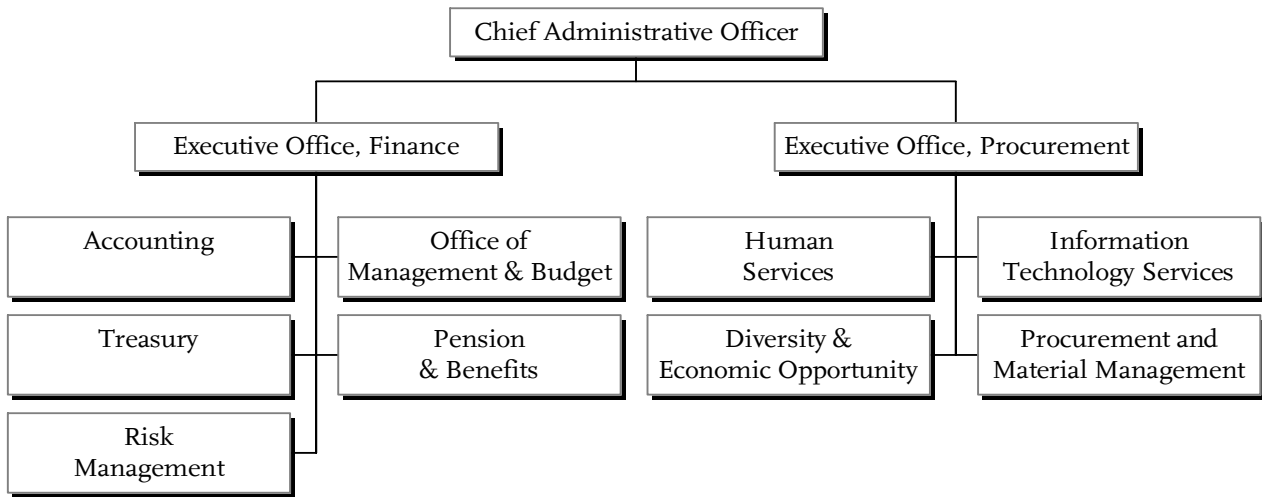 Chief Administrative Officer
Executive Office, Finance
Executive Office, Procurement
Accounting
Office of
Management & Budget
Human
Services
Information
Technology Services
Treasury
Pension
& Benefits
Diversity &
Economic Opportunity
Procurement and
Material Management
Risk
Management